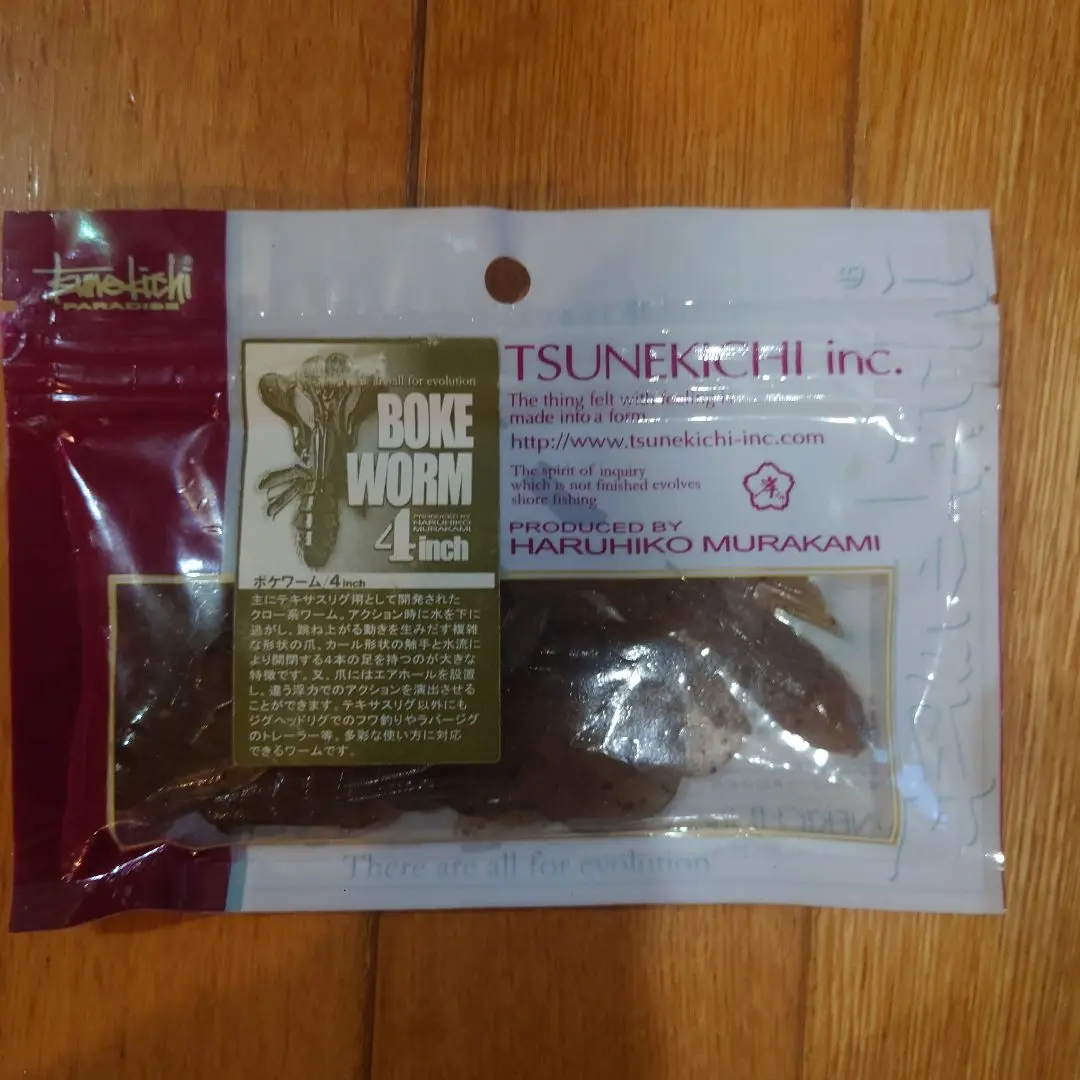 tsunekichi
PARADISE
TSUNEKICHI inc.
The thing felt with feeling is
made into a form
http://www.tsunekichi-inc.com
The spirit of inquiry
which is not finished evolves
shore fishing
PRODUCED BY
HARUHIKO MURAKAMI
all for evolution
BOKE
WORM
PRODUCED BY
HARUHIKO
MURAKAMI
4inch
ボケワーム/4inch
主にテキサスリグ用として開発された
クロー系ワーム。アクション時に水を下に
逃がし、跳ね上がる動きを生みだす複雑
な形状の爪、カール形状の触手と水流に
より開閉する4本の足を持つのが大きな
特徴です。又、爪にはエアホールを設置
し、違う浮力でのアクションを演出させる
ことができます。テキサスリグ以外にも
ジグヘッドリグでのフワ釣りやラバージグ
のトレーラー等、多彩な使い方に対応
できるワームです。
There are all for evolution